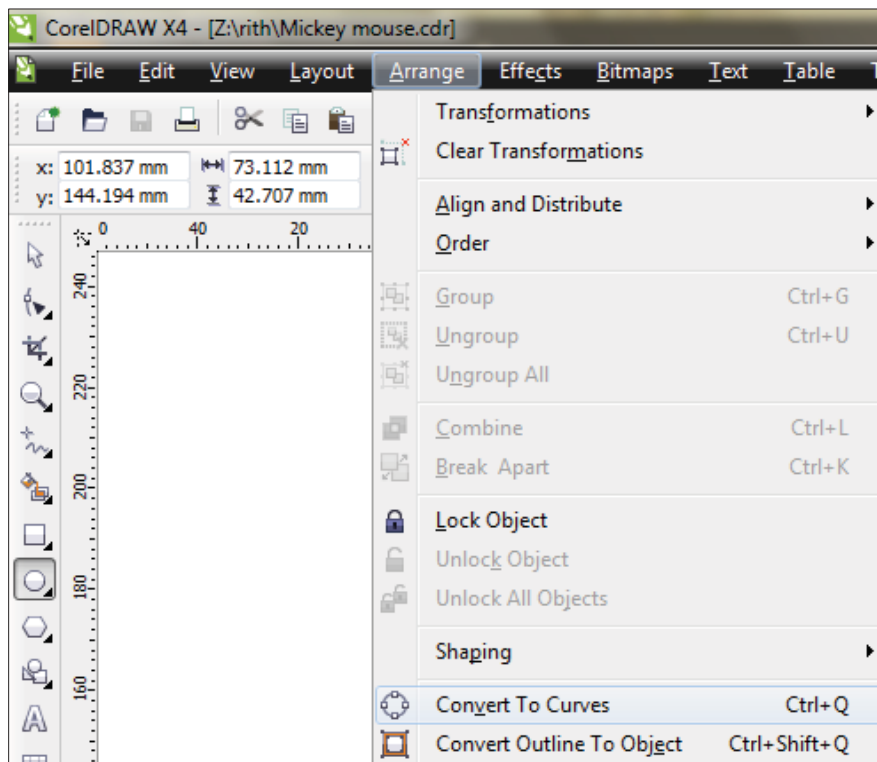 CorelDRAW X4 - [Z:\rith\Mickey mouse.cdr]
File Edit View Layout Arrange Effects Bitmaps Text Table
x: 101.837 mm 73.112 mm
y: 144.194 mm 42.707 mm
0 40 20
240
220
200
180
160
Transformations
Clear Transformations
Align and Distribute
Order
Group Ctrl+G
Ungroup Ctrl+U
Ungroup All
Combine Ctrl+L
Break Apart Ctrl+K
Lock Object
Unlock Object
Unlock All Objects
Shaping
Convert To Curves Ctrl+Q
Convert Outline To Object Ctrl+Shift+Q